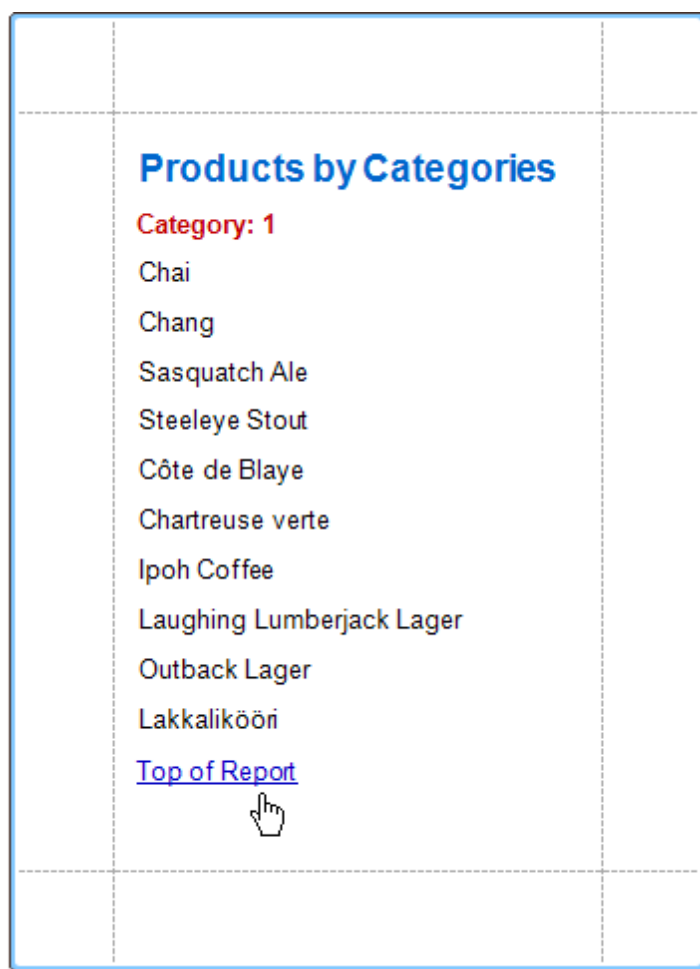 Products by Categories
Category: 1
Chai
Chang
Sasquatch Ale
Steeleye Stout
Côte de Blaye
Chartreuse verte
Ipoh Coffee
Laughing Lumberjack Lager
Outback Lager
Lakkalikööri
Top of Report